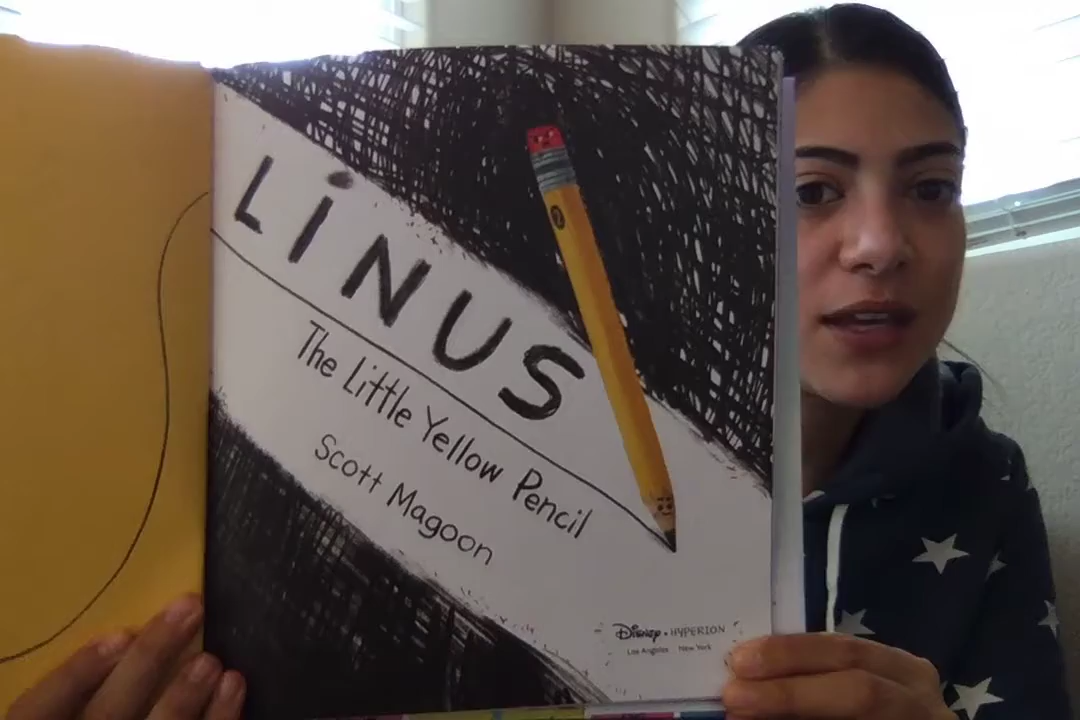 LiNUS
The Little Yellow Pencil
Scott Magoon
Disney • HYPERION
Los Angeles New York